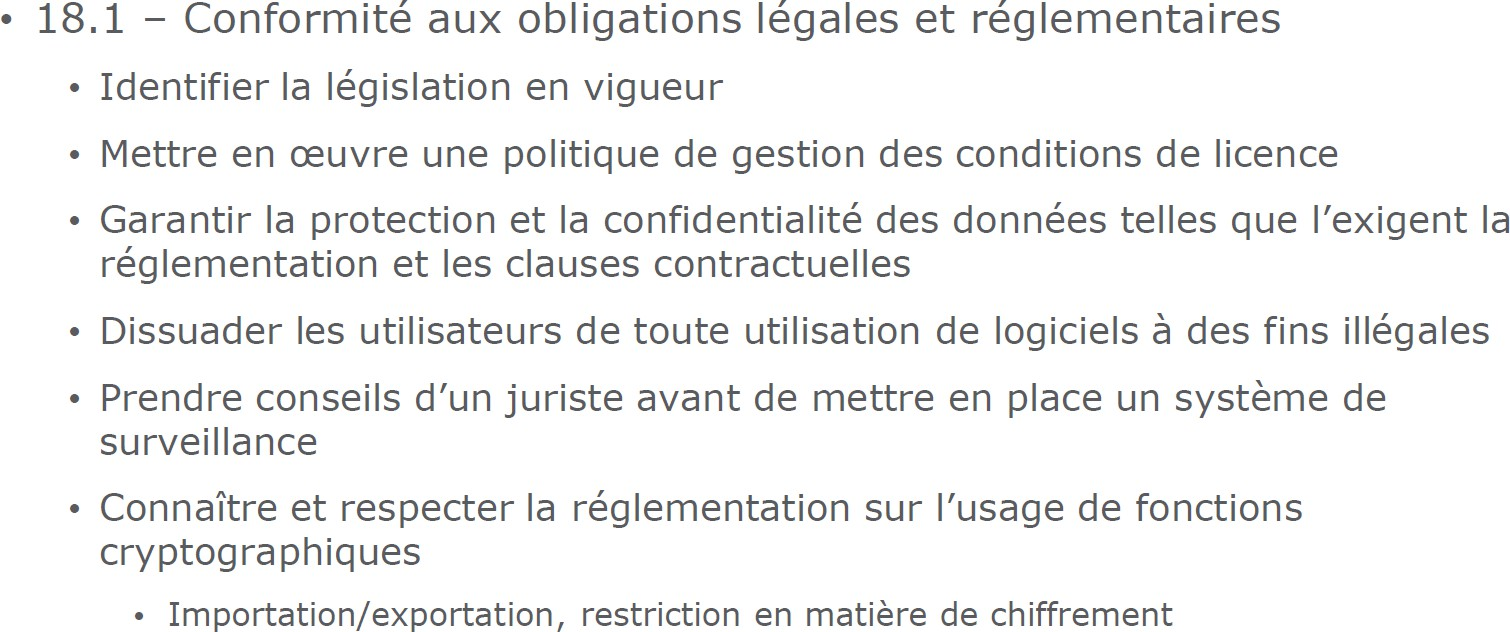 • 18.1 – Conformité aux obligations légales et réglementaires
• Identifier la législation en vigueur
• Mettre en œuvre une politique de gestion des conditions de licence
• Garantir la protection et la confidentialité des données telles que l’exigent la
réglementation et les clauses contractuelles
• Dissuader les utilisateurs de toute utilisation de logiciels à des fins illégales
• Prendre conseils d’un juriste avant de mettre en place un système de
surveillance
• Connaître et respecter la réglementation sur l’usage de fonctions
cryptographiques
• Importation/exportation, restriction en matière de chiffrement